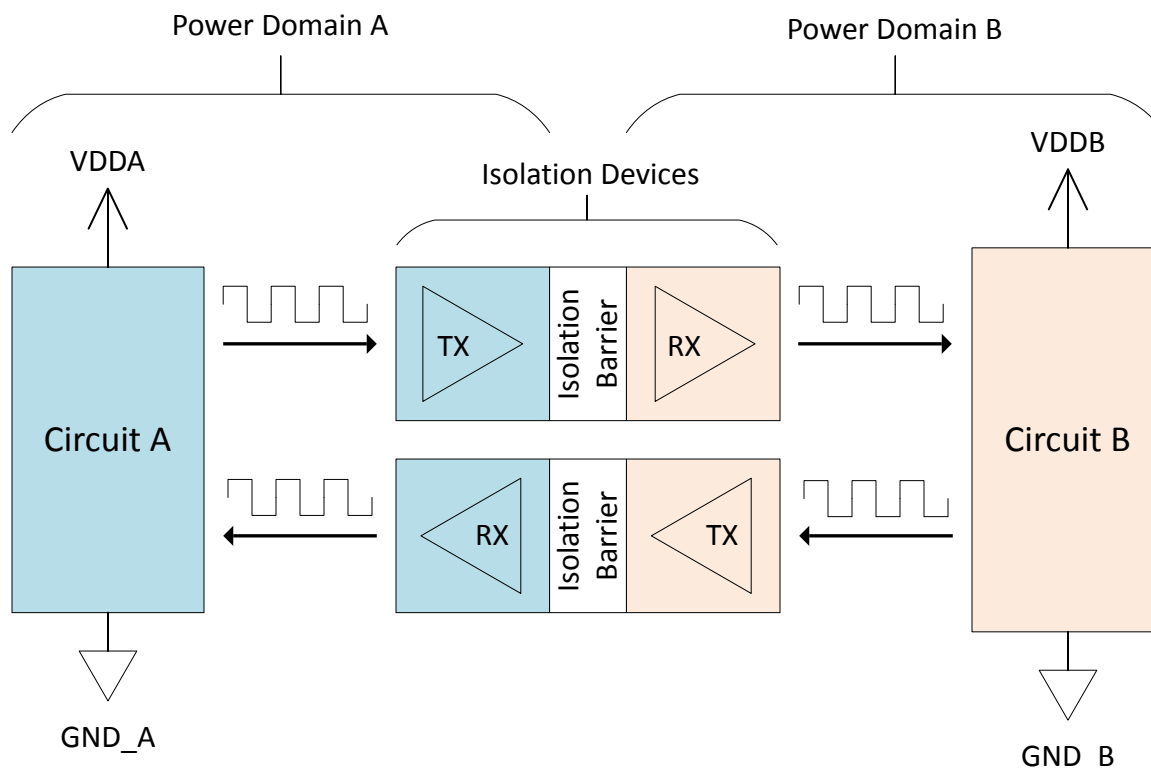 Power Domain A
Power Domain B
VDDA
VDDB
Isolation Devices
TX
Isolation
Barrier
RX
Circuit A
Circuit B
RX
Isolation
Barrier
TX
GND_A
GND_B